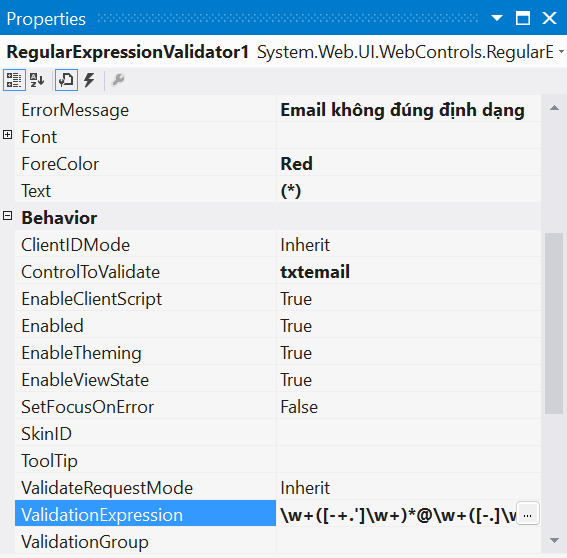 Properties
RegularExpressionValidator1 System.Web.UI.WebControls.RegularE
ErrorMessage Email không đúng định dạng
Font
ForeColor Red
Text (*)
Behavior
ClientIDMode Inherit
ControlToValidate txtemail
EnableClientScript True
Enabled True
EnableTheming True
EnableViewState True
SetFocusOnError False
SkinID
ToolTip
ValidateRequestMode Inherit
ValidationExpression \w+([-+.']\w+)*@\w+([-.]\w ...
ValidationGroup